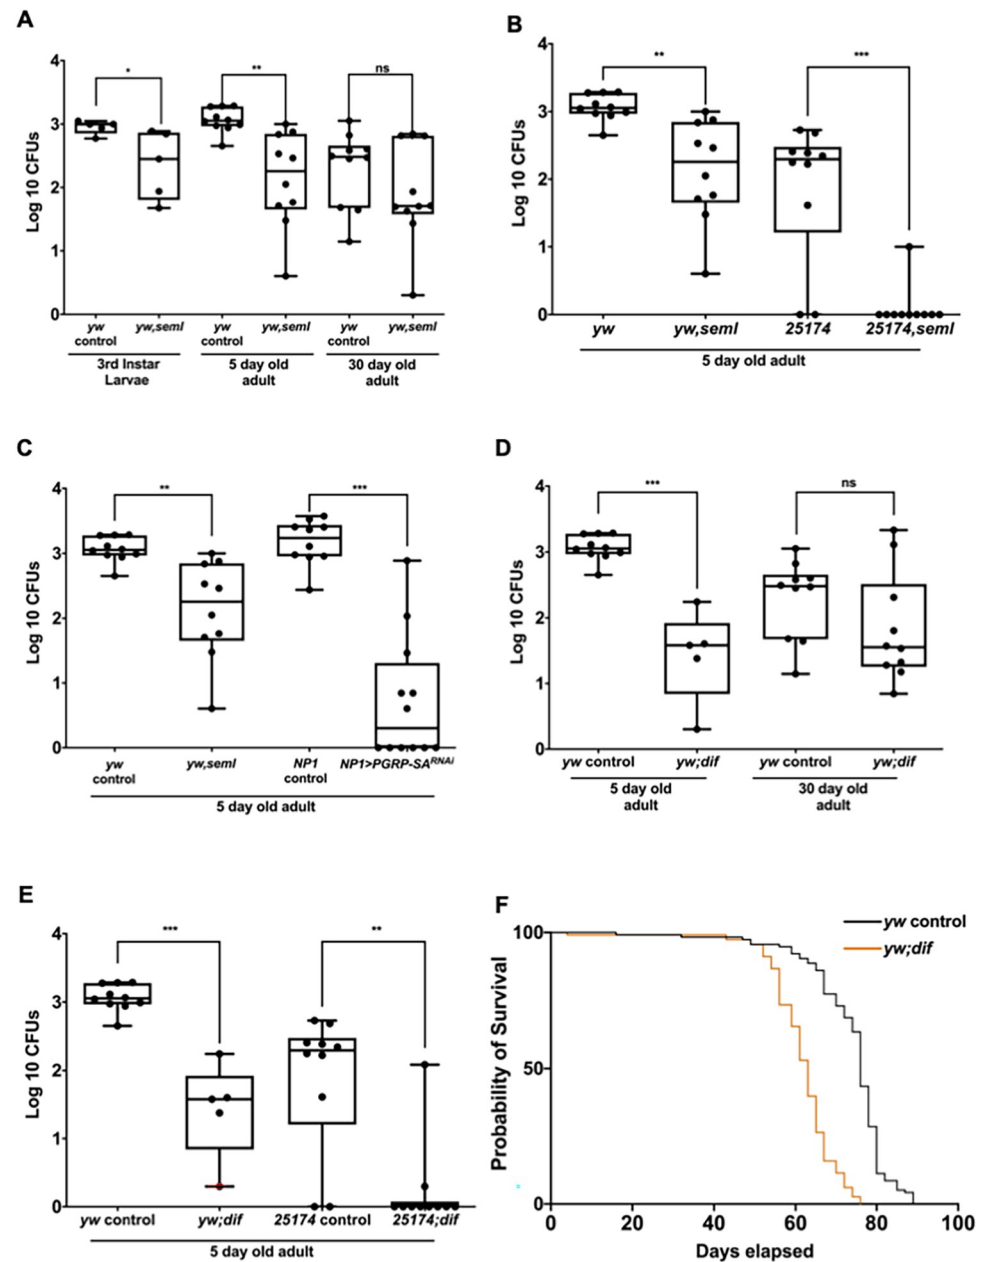 A
4
3
2
1
0
Log 10 CFUs
*
**
ns
yw
control
yw,seml
yw
control
yw,seml
yw
control
yw,seml
3rd Instar
Larvae
5 day old
adult
30 day old
adult
B
4
3
2
1
0
Log 10 CFUs
**
***
yw
yw,seml
25174
25174,seml
5 day old adult
C
4
3
2
1
0
Log 10 CFUs
**
***
yw
control
yw,seml
NP1
control
NP1>PGRP-SA^RNAi
5 day old adult
D
4
3
2
1
0
Log 10 CFUs
***
ns
yw control
yw;dif
yw control
yw;dif
5 day old
adult
30 day old
adult
E
4
3
2
1
0
Log 10 CFUs
***
**
yw control
yw;dif
25174 control
25174;dif
5 day old adult
F
yw control
yw;dif
100
50
0
Probability of Survival
0 20 40 60 80 100
Days elapsed